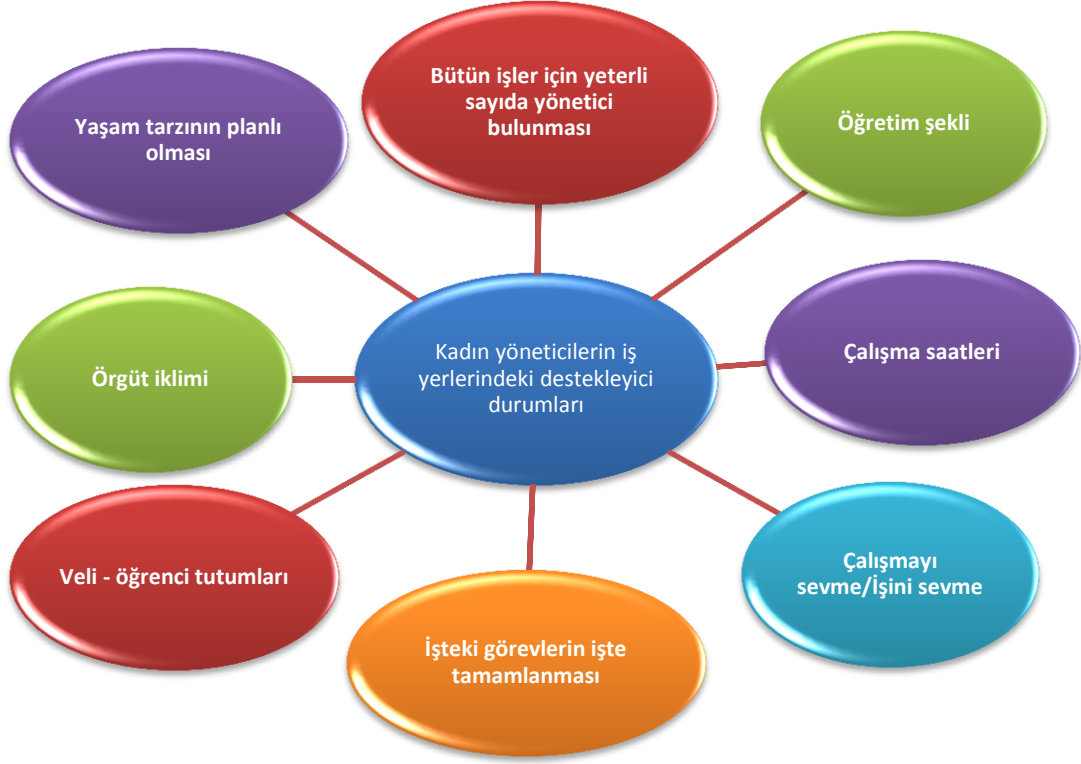 Bütün işler için yeterli
sayıda yönetici
bulunması
Yaşam tarzının planlı
olması
Öğretim şekli
Örgüt iklimi
Kadın yöneticilerin iş
yerlerindeki destekleyici
durumları
Çalışma saatleri
Veli - öğrenci tutumları
Çalışmayı
sevme/İşini sevme
İşteki görevlerin işte
tamamlanması